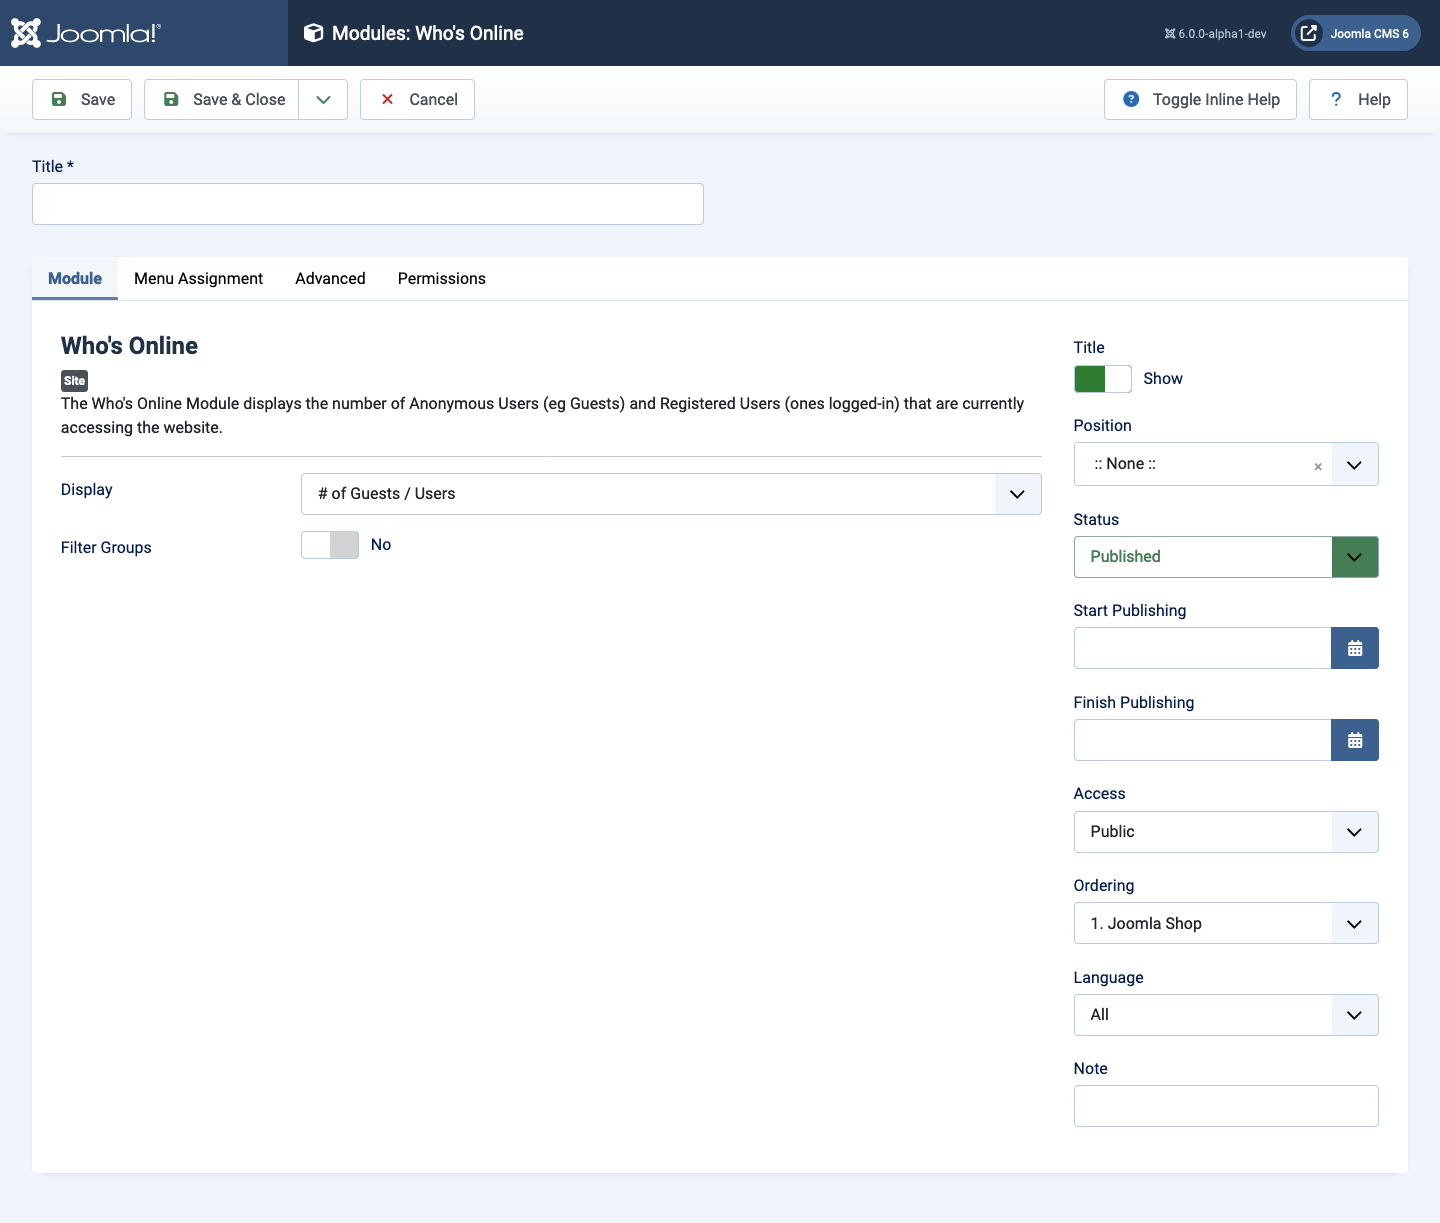 Joomla!®
Modules: Who's Online
6.0.0-alpha1-dev
Joomla CMS 6
Save
Save & Close
Cancel
Toggle Inline Help
? Help
Title *
Module
Menu Assignment
Advanced
Permissions
Who's Online
Site
The Who's Online Module displays the number of Anonymous Users (eg Guests) and Registered Users (ones logged-in) that are currently
accessing the website.
Display
# of Guests / Users
Filter Groups
No
Title
Show
Position
:: None ::
×
Status
Published
Start Publishing
Finish Publishing
Access
Public
Ordering
1. Joomla Shop
Language
All
Note